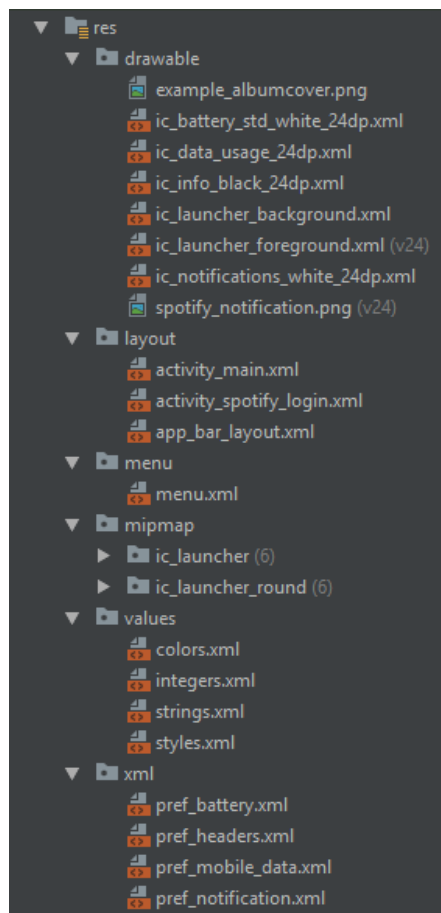 res
drawable
example_albumcover.png
ic_battery_std_white_24dp.xml
ic_data_usage_24dp.xml
ic_info_black_24dp.xml
ic_launcher_background.xml
ic_launcher_foreground.xml (v24)
ic_notifications_white_24dp.xml
spotify_notification.png (v24)
layout
activity_main.xml
activity_spotify_login.xml
app_bar_layout.xml
menu
menu.xml
mipmap
ic_launcher (6)
ic_launcher_round (6)
values
colors.xml
integers.xml
strings.xml
styles.xml
xml
pref_battery.xml
pref_headers.xml
pref_mobile_data.xml
pref_notification.xml